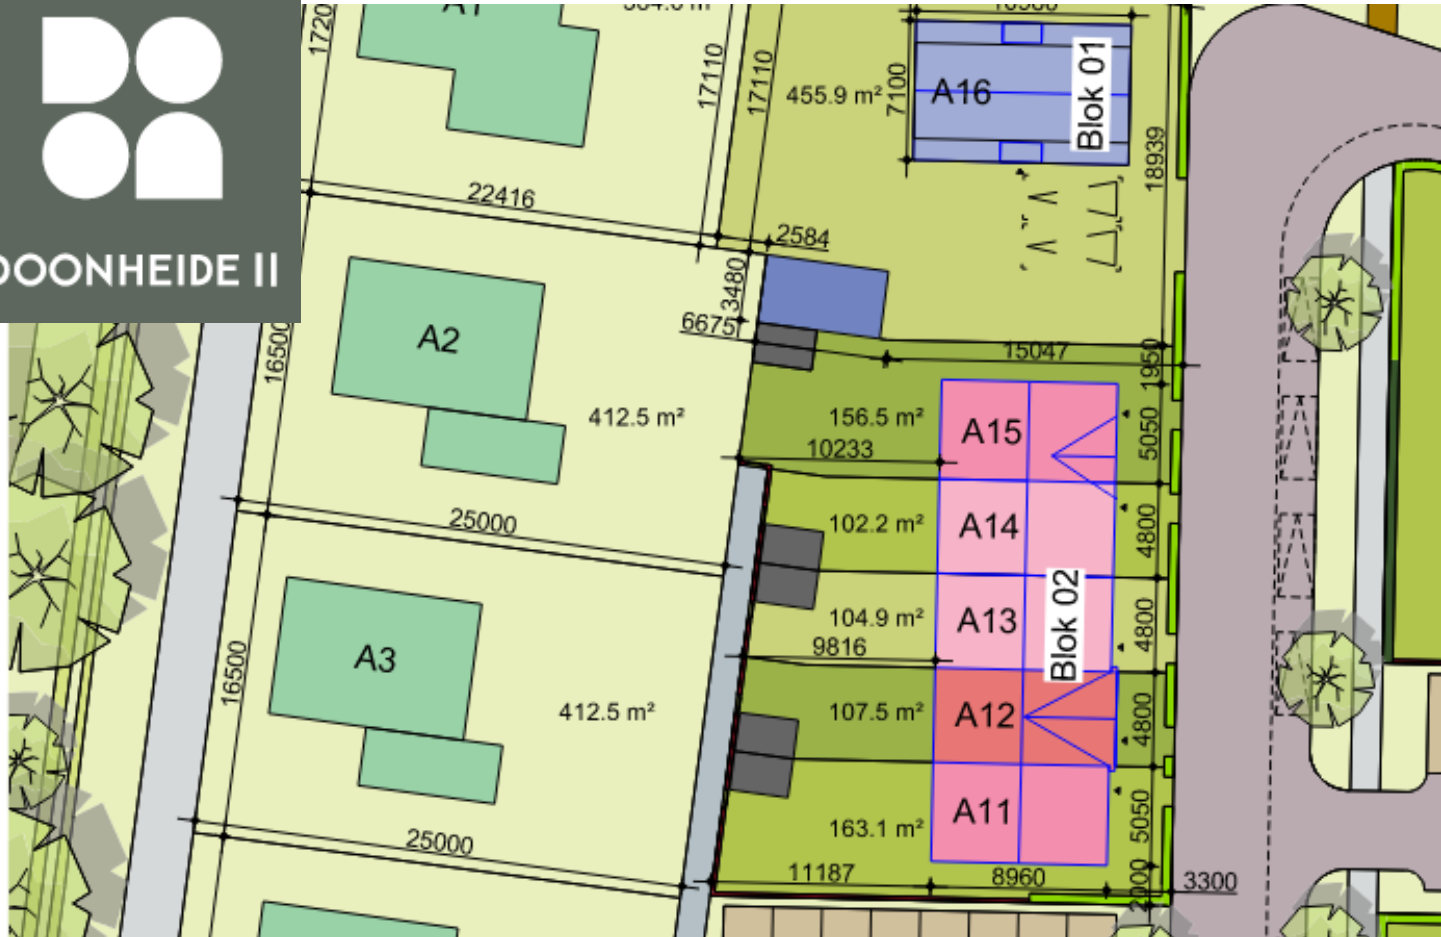 DOONHEIDE II
A1
17110
17110
455.9 m²
7100
A16
Blok 01
18939
22416
2584
3480
6675
15047
1950
A2
16500
412.5 m²
156.5 m²
A15
5050
10233
25000
102.2 m²
A14
4800
104.9 m²
A13
Blok 02
4800
9816
A3
16500
412.5 m²
107.5 m²
A12
4800
25000
163.1 m²
A11
5050
11187
8960
2000
3300